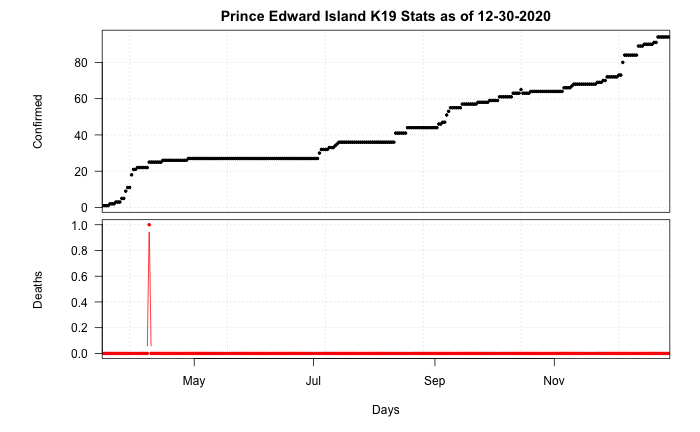 Prince Edward Island K19 Stats as of 12-30-2020
Confirmed
80
60
40
20
0
Deaths
1.0
0.8
0.6
0.4
0.2
0.0
May Jul Sep Nov
Days